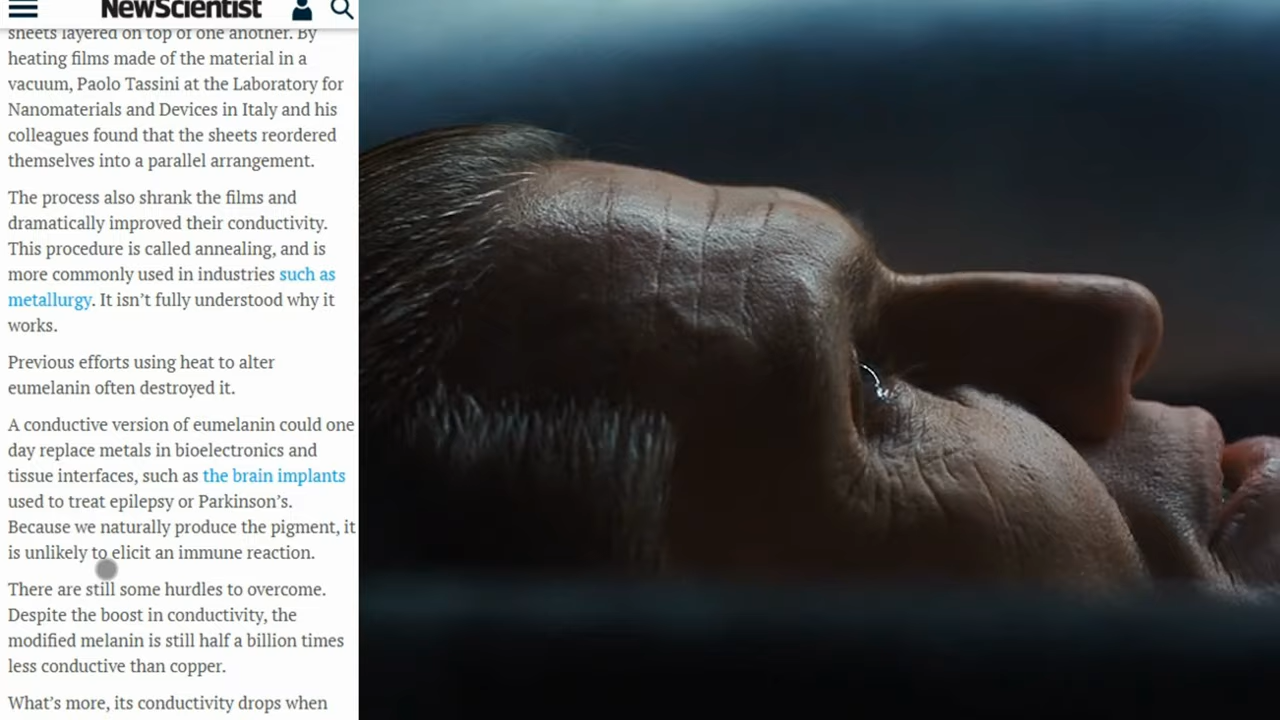 NewScientist
sheets layered on top of one another. By
heating films made of the material in a
vacuum, Paolo Tassini at the Laboratory for
Nanomaterials and Devices in Italy and his
colleagues found that the sheets reordered
themselves into a parallel arrangement.
The process also shrank the films and
dramatically improved their conductivity.
This procedure is called annealing, and is
more commonly used in industries such as
metallurgy. It isn’t fully understood why it
works.
Previous efforts using heat to alter
eumelanin often destroyed it.
A conductive version of eumelanin could one
day replace metals in bioelectronics and
tissue interfaces, such as the brain implants
used to treat epilepsy or Parkinson’s.
Because we naturally produce the pigment, it
is unlikely to elicit an immune reaction.
There are still some hurdles to overcome.
Despite the boost in conductivity, the
modified melanin is still half a billion times
less conductive than copper.
What’s more, its conductivity drops when